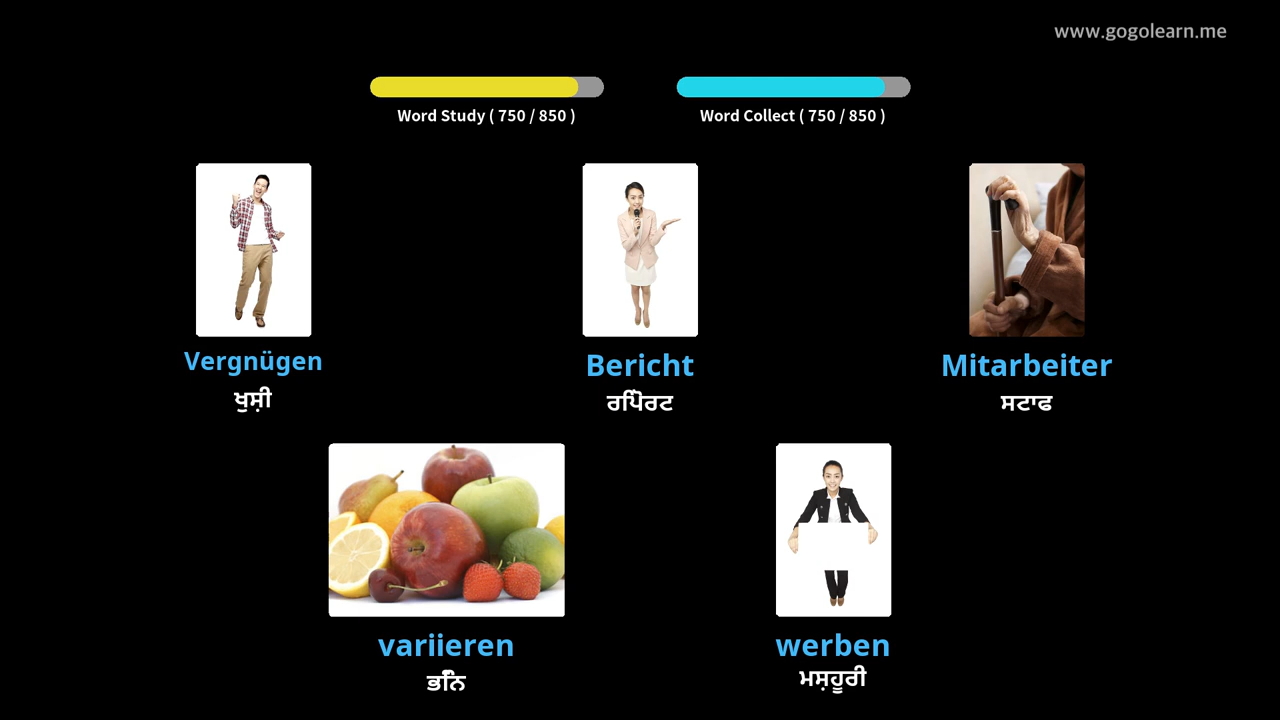 www.gogolearn.me
Word Study ( 750 / 850 )
Word Collect ( 750 / 850 )
Vergnügen
ਖੁਸ਼ੀ
Bericht
ਰਿਪੋਰਟ
Mitarbeiter
ਸਟਾਫ
variieren
ਭਿੰਨ
werben
ਮਸ਼ਹੂਰੀ